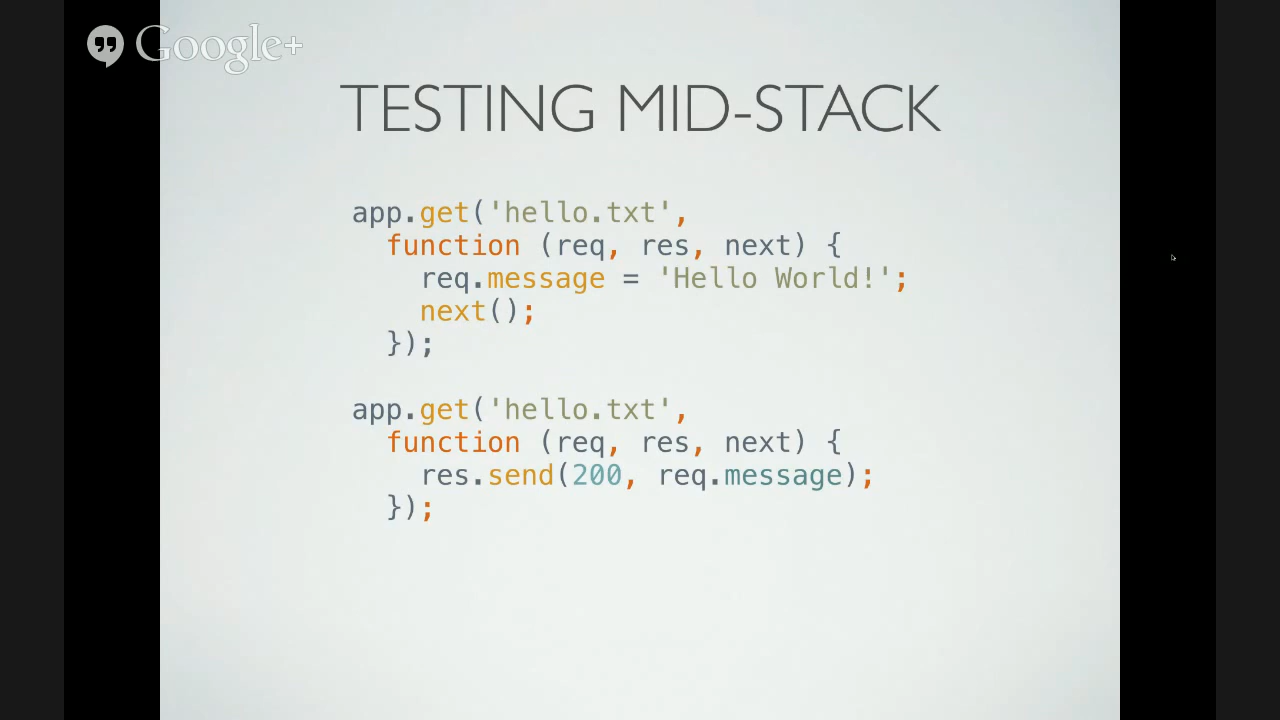 Google+
TESTING MID-STACK
app.get('hello.txt',
  function (req, res, next) {
    req.message = 'Hello World!';
    next();
  });
app.get('hello.txt',
  function (req, res, next) {
    res.send(200, req.message);
  });